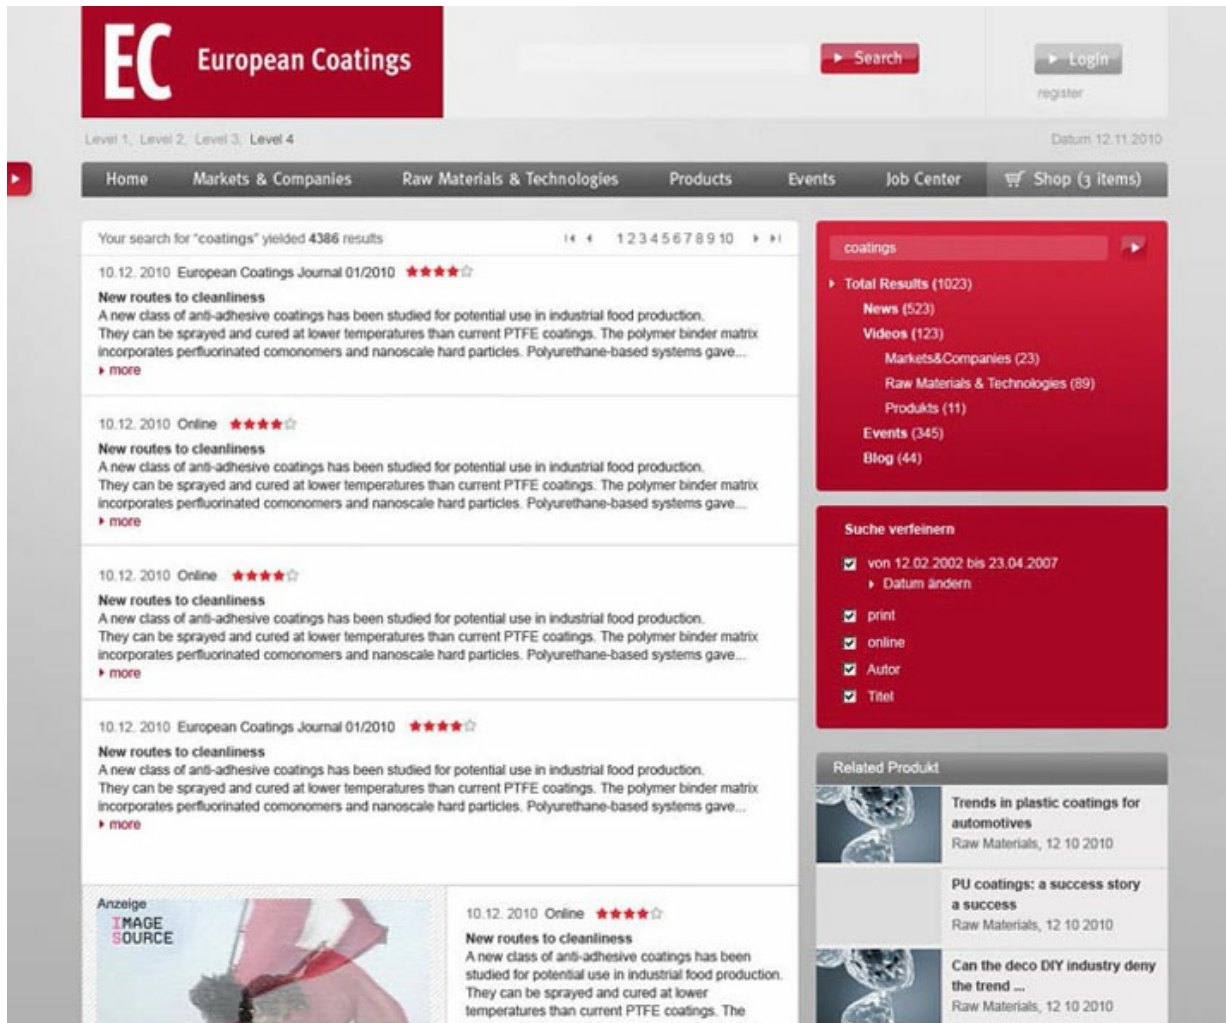 EC European Coatings
Search
Login
register
Level 1, Level 2, Level 3, Level 4
Datum 12.11.2010
Home Markets & Companies Raw Materials & Technologies Products Events Job Center Shop (3 items)
Your search for "coatings" yielded 4386 results
1 2 3 4 5 6 7 8 9 10
10.12. 2010 European Coatings Journal 01/2010
New routes to cleanliness
A new class of anti-adhesive coatings has been studied for potential use in industrial food production.
They can be sprayed and cured at lower temperatures than current PTFE coatings. The polymer binder matrix
incorporates perfluorinated comonomers and nanoscale hard particles. Polyurethane-based systems gave...
more
10.12. 2010 Online
New routes to cleanliness
A new class of anti-adhesive coatings has been studied for potential use in industrial food production.
They can be sprayed and cured at lower temperatures than current PTFE coatings. The polymer binder matrix
incorporates perfluorinated comonomers and nanoscale hard particles. Polyurethane-based systems gave...
more
10.12. 2010 Online
New routes to cleanliness
A new class of anti-adhesive coatings has been studied for potential use in industrial food production.
They can be sprayed and cured at lower temperatures than current PTFE coatings. The polymer binder matrix
incorporates perfluorinated comonomers and nanoscale hard particles. Polyurethane-based systems gave...
more
10.12. 2010 European Coatings Journal 01/2010
New routes to cleanliness
A new class of anti-adhesive coatings has been studied for potential use in industrial food production.
They can be sprayed and cured at lower temperatures than current PTFE coatings. The polymer binder matrix
incorporates perfluorinated comonomers and nanoscale hard particles. Polyurethane-based systems gave...
more
Anzeige
IMAGE
SOURCE
10.12. 2010 Online
New routes to cleanliness
A new class of anti-adhesive coatings has been
studied for potential use in industrial food production.
They can be sprayed and cured at lower
temperatures than current PTFE coatings. The
coatings
Total Results (1023)
News (523)
Videos (123)
Markets&Companies (23)
Raw Materials & Technologies (89)
Produkts (11)
Events (345)
Blog (44)
Suche verfeinern
von 12.02.2002 bis 23.04.2007
Datum ändern
print
online
Autor
Titel
Related Produkt
Trends in plastic coatings for
automotives
Raw Materials, 12 10 2010
PU coatings: a success story
a success
Raw Materials, 12 10 2010
Can the deco DIY industry deny
the trend ...
Raw Materials, 12 10 2010